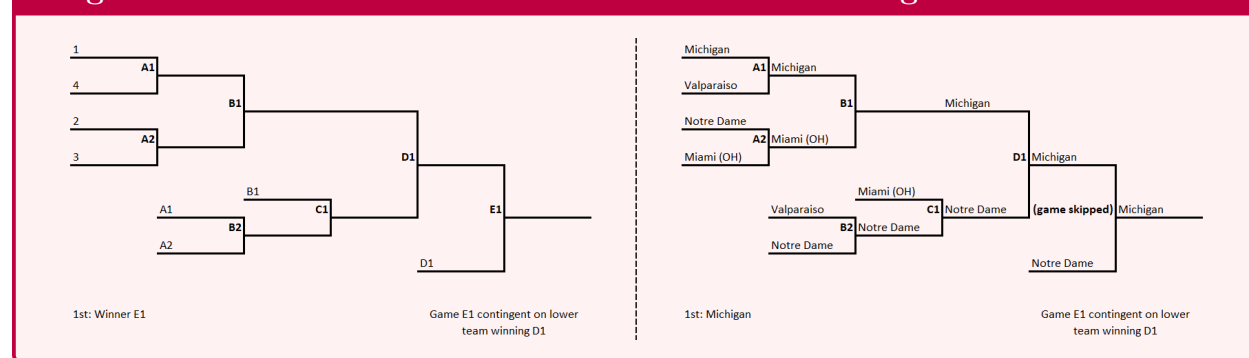 1
A1
4
B1
2
A2
3
D1
B1
C1
E1
A1
B2
A2
D1
1st: Winner E1
Game E1 contingent on lower
team winning D1
Michigan
A1 Michigan
Valparaiso
B1
Michigan
Notre Dame
A2 Miami (OH)
Miami (OH)
D1 Michigan
Miami (OH)
C1 Notre Dame
(game skipped) Michigan
Valparaiso
B2 Notre Dame
Notre Dame
Notre Dame
1st: Michigan
Game E1 contingent on lower
team winning D1